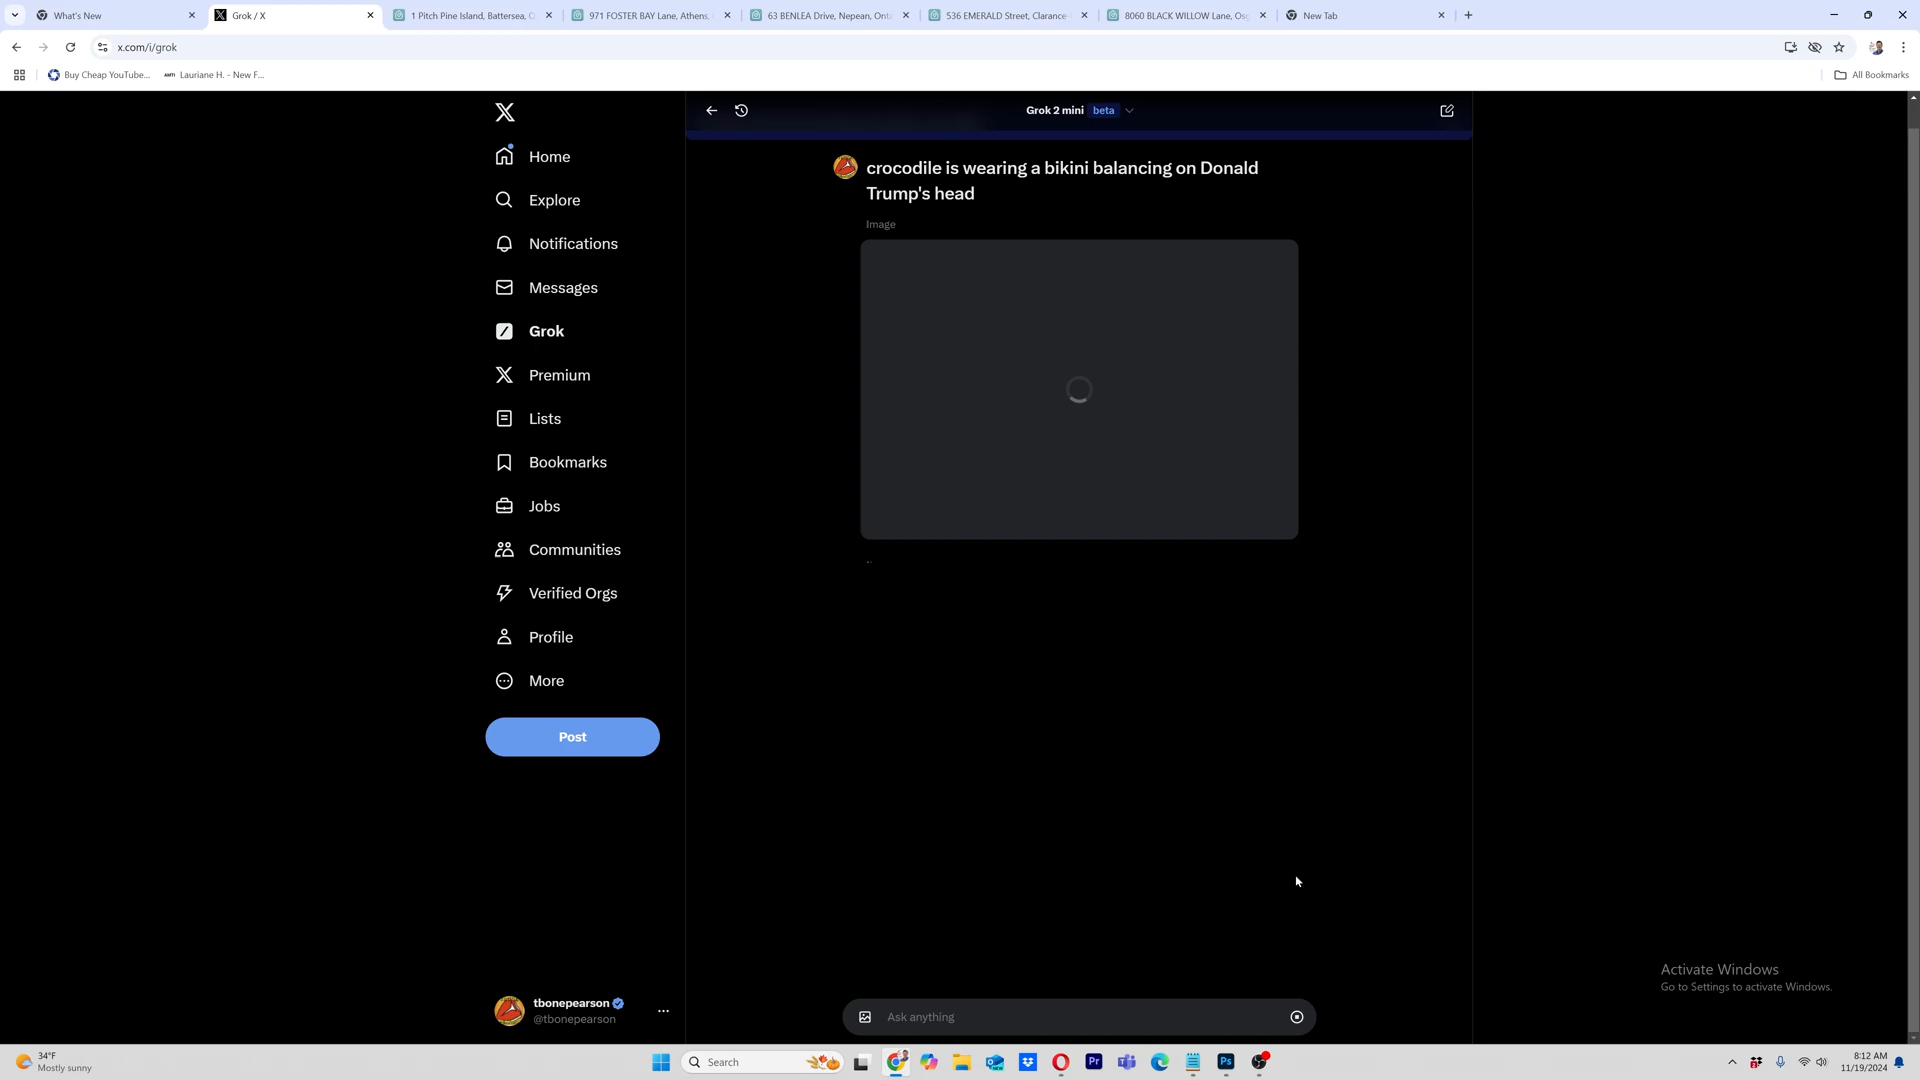 What's New
Grok / X
1 Pitch Pine Island, Battersea, O
971 FOSTER BAY Lane, Athens,
63 BENLEA Drive, Nepean, Onta
536 EMERALD Street, Clarance-
8060 BLACK WILLOW Lane, Osg
New Tab
x.com/i/grok
Buy Cheap YouTube...
Lauriane H. - New F...
All Bookmarks
Grok 2 mini beta
Home
Explore
Notifications
Messages
Grok
Premium
Lists
Bookmarks
Jobs
Communities
Verified Orgs
Profile
More
Post
crocodile is wearing a bikini balancing on Donald
Trump's head
Image
Activate Windows
Go to Settings to activate Windows.
tbonepearson
@tbonepearson
Ask anything
34°F
Mostly sunny
Search
Pr
Ps
8:12 AM
11/19/2024